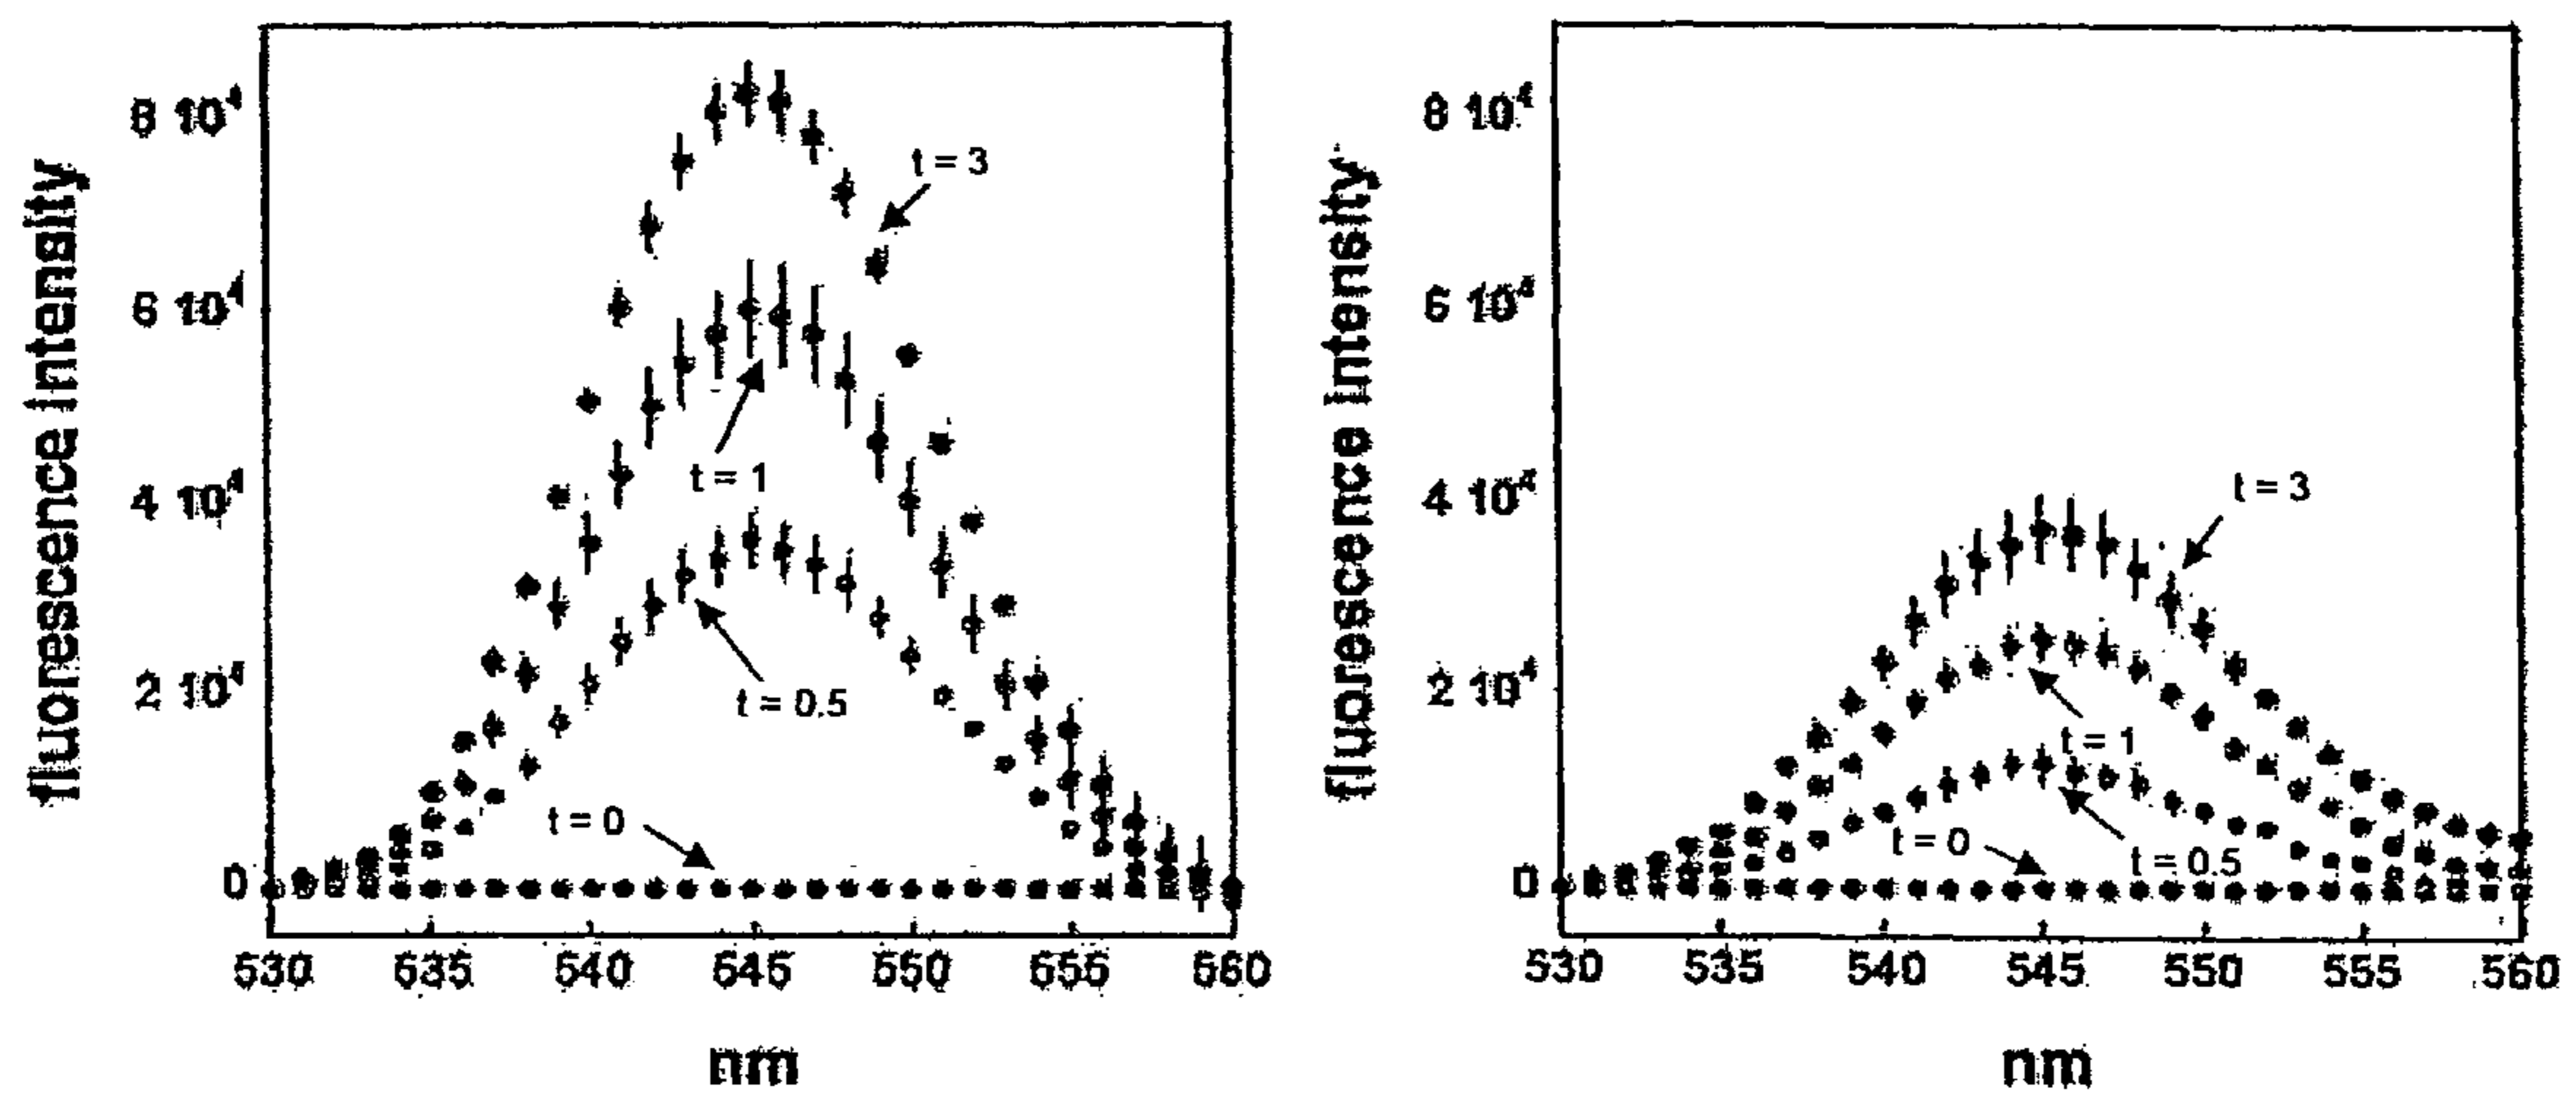 fluorescence intensity
8 10⁴
6 10⁴
4 10⁴
2 10⁴
0
t = 3
t = 1
t = 0.5
t = 0
530 535 540 545 550 555 560
nm
fluorescence intensity
8 10⁴
6 10⁴
4 10⁴
2 10⁴
0
t = 3
t = 1
t = 0
t = 0.5
530 535 540 545 550 555 560
nm